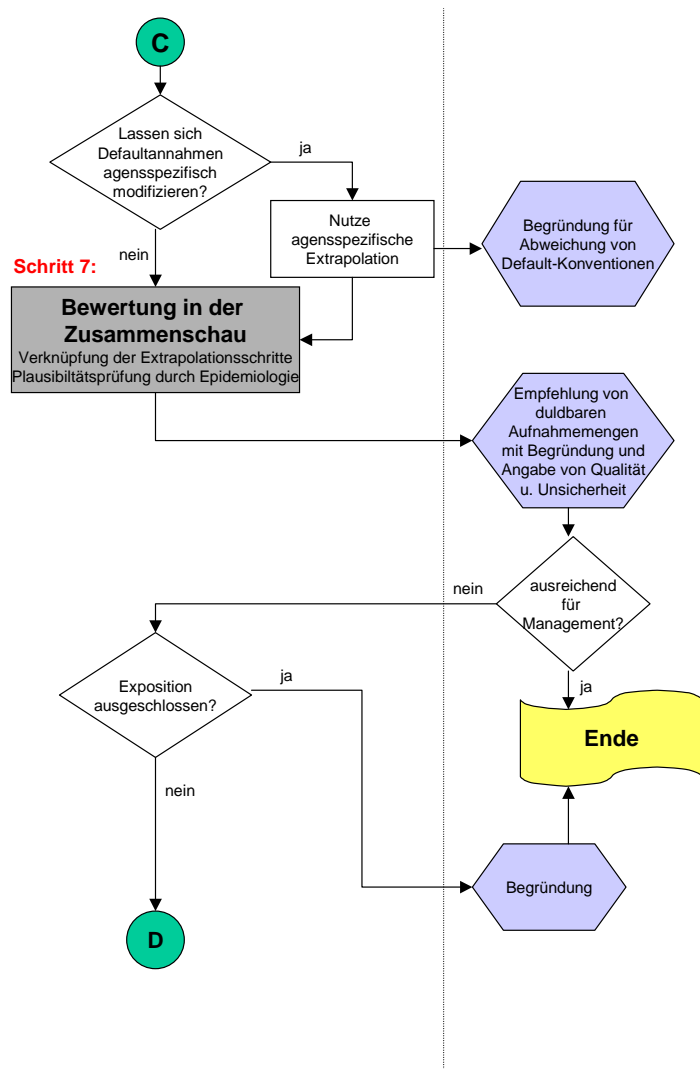 C
Lassen sich
Defaultannahmen
agensspezifisch
modifizieren?
ja
nein
Nutze
agensspezifische
Extrapolation
Begründung für
Abweichung von
Default-Konventionen
Schritt 7:
Bewertung in der
Zusammenschau
Verknüpfung der Extrapolationsschritte
Plausibiltätsprüfung durch Epidemiologie
Empfehlung von
duldbaren
Aufnahmemengen
mit Begründung und
Angabe von Qualität
u. Unsicherheit
ausreichend
für
Management?
nein
ja
Exposition
ausgeschlossen?
ja
nein
Ende
Begründung
D